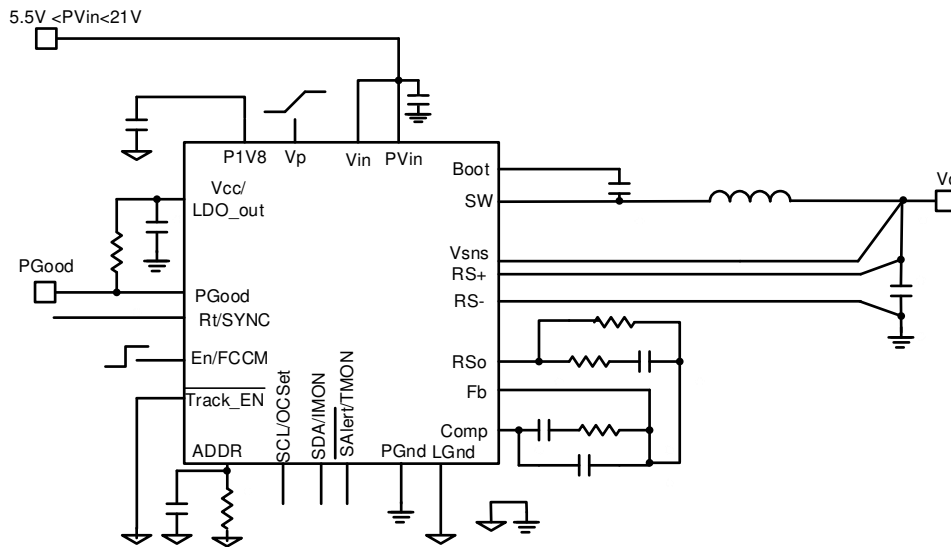 5.5V <PVin<21V
P1V8
Vp
Vin
PVin
Boot
Vcc/
LDO_out
SW
Vsns
RS+
RS-
PGood
PGood
Rt/SYNC
En/FCCM
Track_EN
ADDR
SCL/OCSet
SDA/IMON
SAlert/TMON
PGnd
LGnd
RSo
Fb
Comp